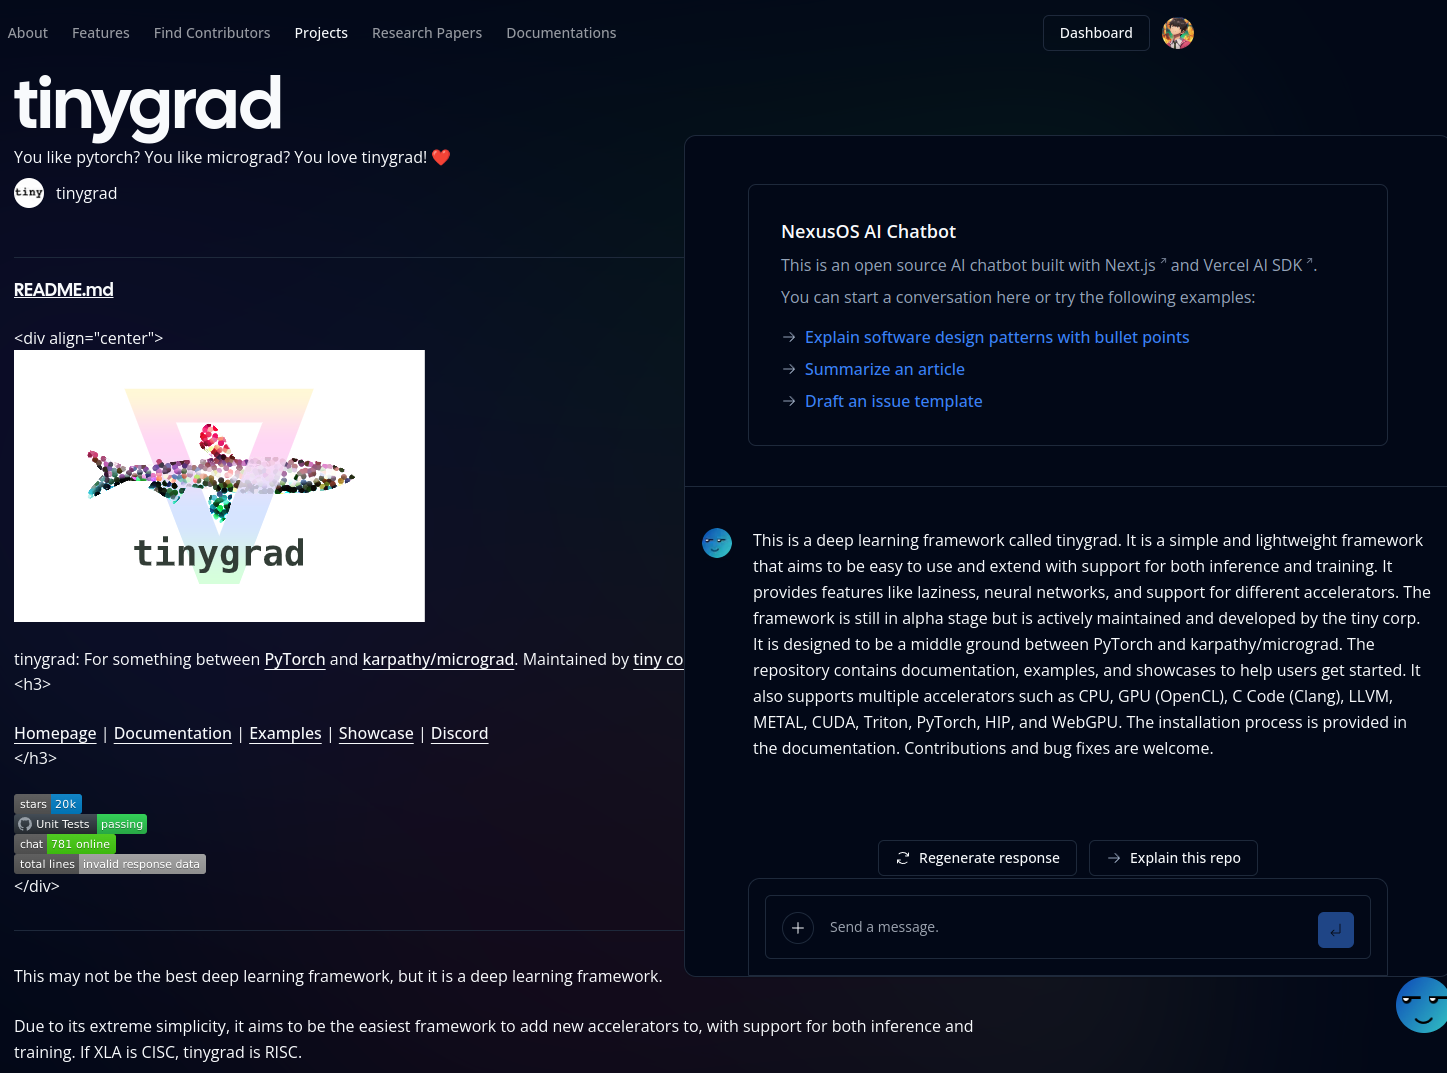 About Features Find Contributors Projects Research Papers Documentations Dashboard
tinygrad
You like pytorch? You like micrograd? You love tinygrad! ❤️
tiny tinygrad
README.md
<div align="center">
tinygrad
tinygrad: For something between PyTorch and karpathy/micrograd. Maintained by tiny co
<h3>
Homepage | Documentation | Examples | Showcase | Discord
</h3>
stars 20k
Unit Tests passing
chat 781 online
total lines invalid response data
</div>
This may not be the best deep learning framework, but it is a deep learning framework.
Due to its extreme simplicity, it aims to be the easiest framework to add new accelerators to, with support for both inference and
training. If XLA is CISC, tinygrad is RISC.
NexusOS AI Chatbot
This is an open source AI chatbot built with Next.js and Vercel AI SDK .
You can start a conversation here or try the following examples:
Explain software design patterns with bullet points
Summarize an article
Draft an issue template
This is a deep learning framework called tinygrad. It is a simple and lightweight framework
that aims to be easy to use and extend with support for both inference and training. It
provides features like laziness, neural networks, and support for different accelerators. The
framework is still in alpha stage but is actively maintained and developed by the tiny corp.
It is designed to be a middle ground between PyTorch and karpathy/micrograd. The
repository contains documentation, examples, and showcases to help users get started. It
also supports multiple accelerators such as CPU, GPU (OpenCL), C Code (Clang), LLVM,
METAL, CUDA, Triton, PyTorch, HIP, and WebGPU. The installation process is provided in
the documentation. Contributions and bug fixes are welcome.
Regenerate response Explain this repo
Send a message.